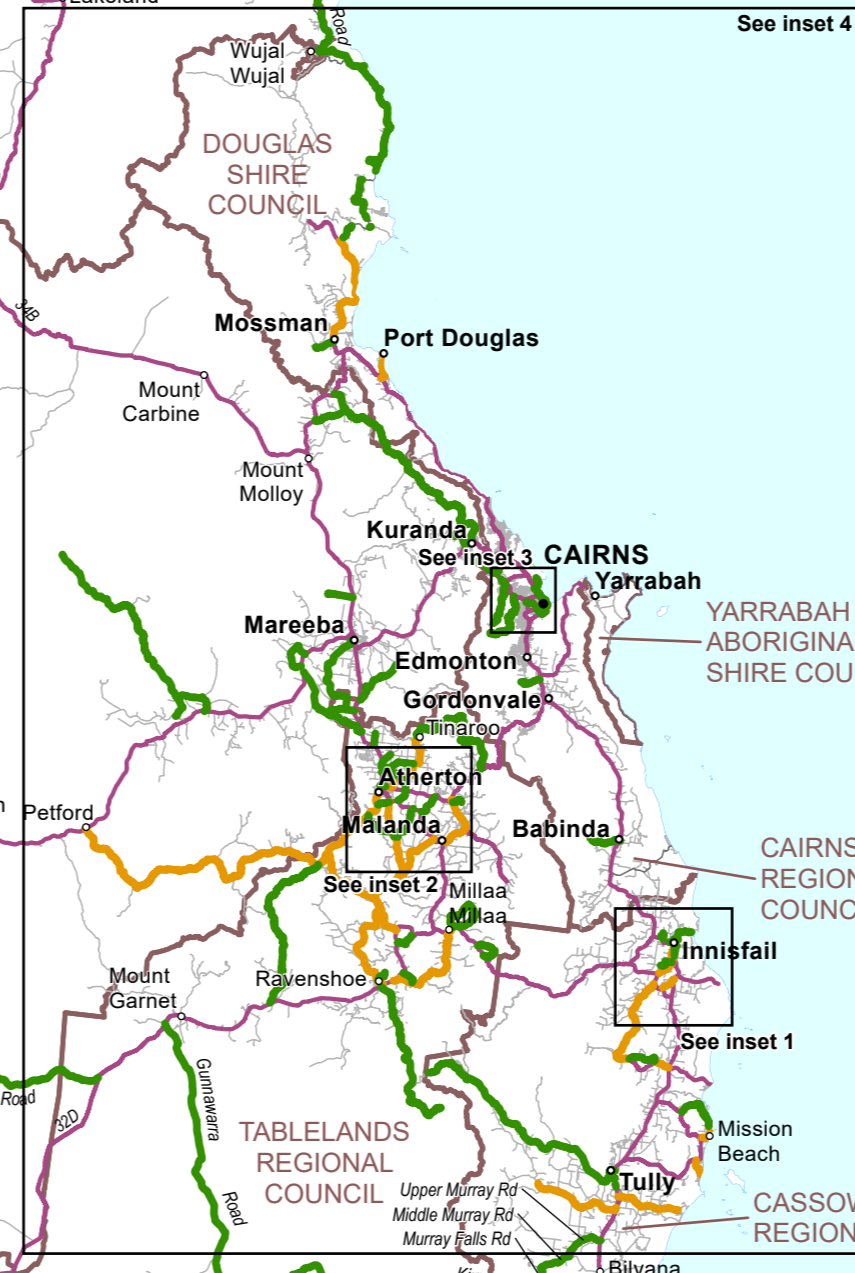 Lakeland
Road
See inset 4
Wujal
Wujal
DOUGLAS
SHIRE
COUNCIL
34B
Mossman
Port Douglas
Mount
Carbine
Mount
Molloy
Kuranda
See inset 3
CAIRNS
Yarrabah
YARRABAH
ABORIGINA
SHIRE COU
Mareeba
Edmonton
Gordonvale
Tinaroo
Atherton
Petford
Malanda
Babinda
CAIRNS
REGION
COUNC
See inset 2
Millaa
Millaa
Innisfail
Ravenshoe
Mount
Garnet
See inset 1
Gunnawarra
Road
Road
32D
TABLELANDS
REGIONAL
COUNCIL
Mission
Beach
Tully
Upper Murray Rd
Middle Murray Rd
Murray Falls Rd
CASSOW
REGION
Bilyana